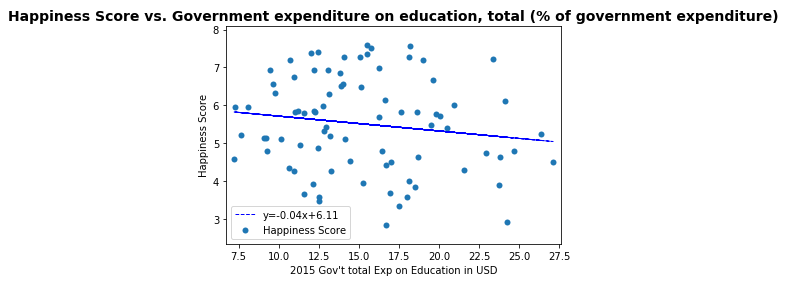 Happiness Score vs. Government expenditure on education, total (% of government expenditure)
8
7
6
5
4
3
Happiness Score
y=-0.04x+6.11
Happiness Score
7.5 10.0 12.5 15.0 17.5 20.0 22.5 25.0 27.5
2015 Gov't total Exp on Education in USD